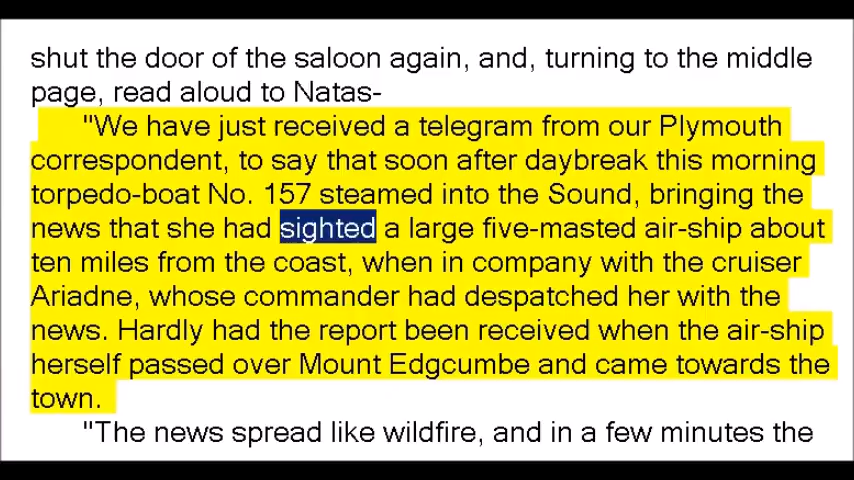 shut the door of the saloon again, and, turning to the middle
page, read aloud to Natas-
"We have just received a telegram from our Plymouth
correspondent, to say that soon after daybreak this morning
torpedo-boat No. 157 steamed into the Sound, bringing the
news that she had sighted a large five-masted air-ship about
ten miles from the coast, when in company with the cruiser
Ariadne, whose commander had despatched her with the
news. Hardly had the report been received when the air-ship
herself passed over Mount Edgcumbe and came towards the
town.
"The news spread like wildfire, and in a few minutes the